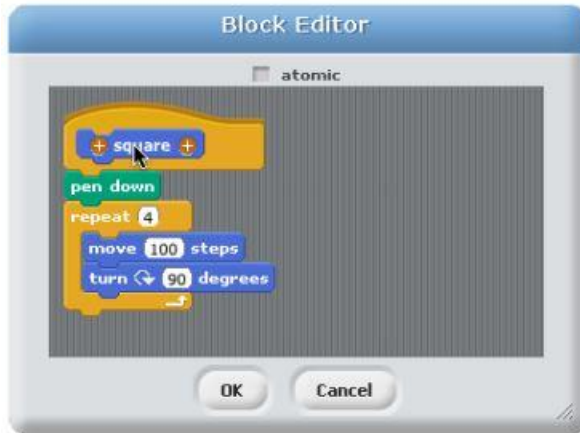 Block Editor
atomic
+ square +
pen down
repeat 4
move 100 steps
turn 90 degrees
OK Cancel